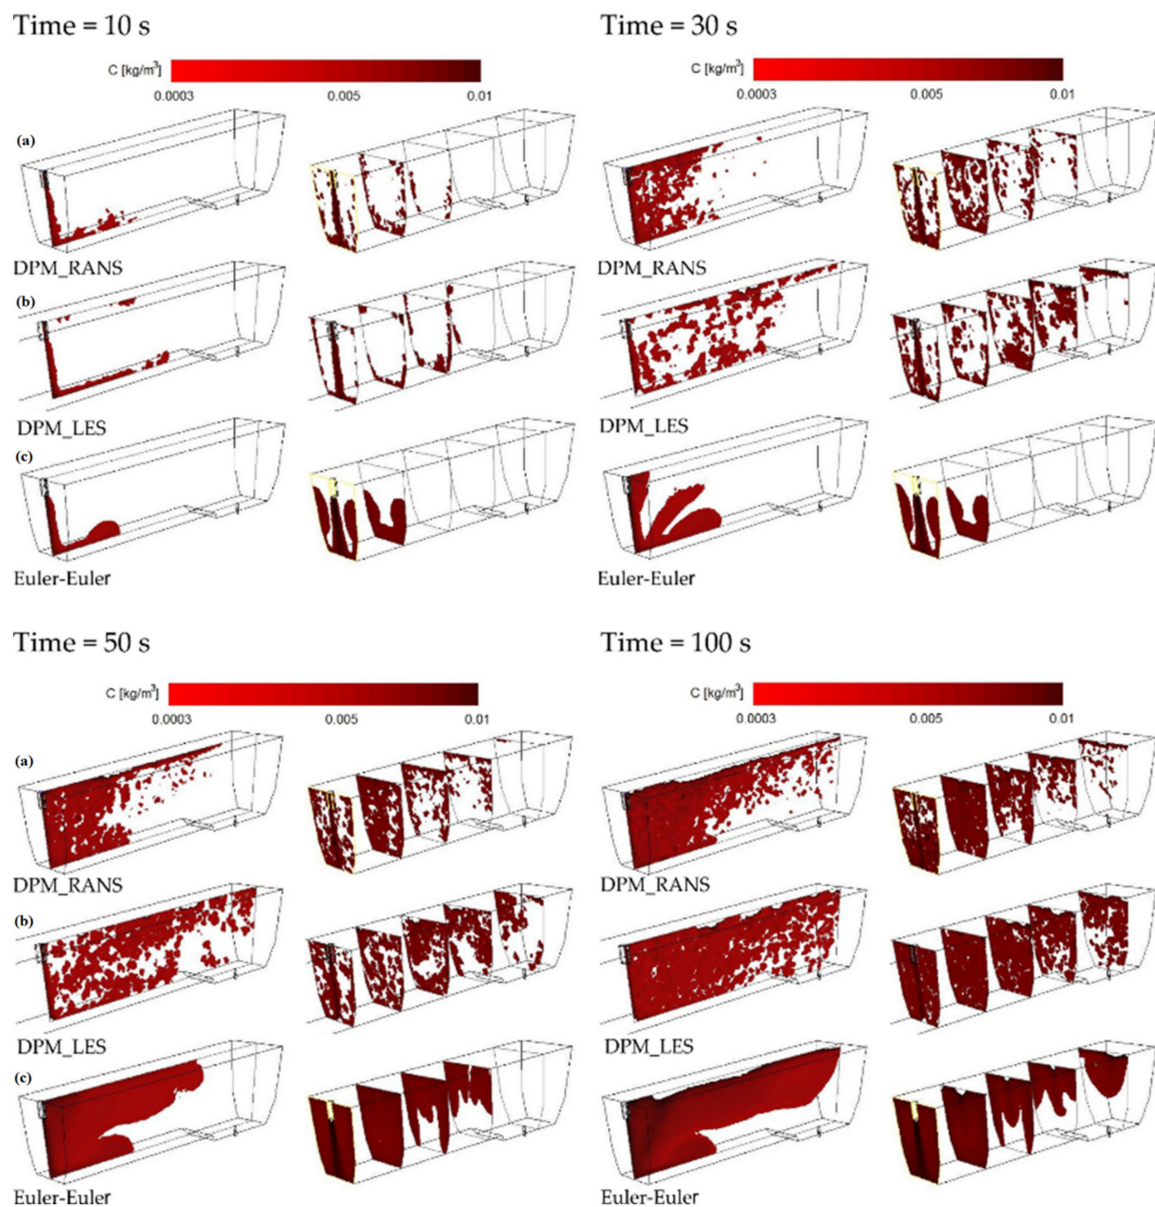 Time = 10 s
C [kg/m³]
0.0003 0.005 0.01
(a)
DPM_RANS
(b)
DPM_LES
(c)
Euler-Euler
Time = 30 s
C [kg/m³]
0.0003 0.005 0.01
DPM_RANS
DPM_LES
Euler-Euler
Time = 50 s
C [kg/m³]
0.0003 0.005 0.01
(a)
DPM_RANS
(b)
DPM_LES
(c)
Euler-Euler
Time = 100 s
C [kg/m³]
0.0003 0.005 0.01
DPM_RANS
DPM_LES
Euler-Euler